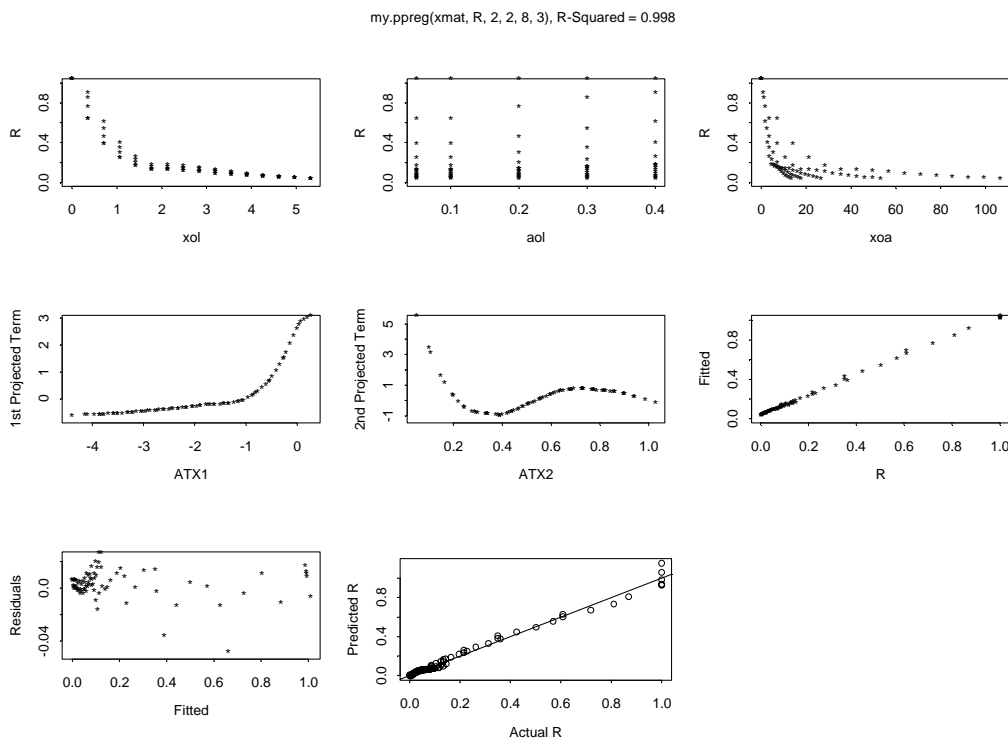 my.ppreg(xmat, R, 2, 2, 8, 3), R-Squared = 0.998
R
0.0 0.4 0.8
0 1 2 3 4 5
xol
R
0.0 0.4 0.8
0.1 0.2 0.3 0.4
aol
R
0.0 0.4 0.8
0 20 40 60 80 100
xoa
1st Projected Term
0 1 2 3
-4 -3 -2 -1 0
ATX1
2nd Projected Term
-1 1 3 5
0.2 0.4 0.6 0.8 1.0
ATX2
Fitted
0.0 0.4 0.8
0.0 0.2 0.4 0.6 0.8 1.0
R
Residuals
-0.04 0.0
0.0 0.2 0.4 0.6 0.8 1.0
Fitted
Predicted R
0.0 0.4 0.8
0.0 0.2 0.4 0.6 0.8 1.0
Actual R